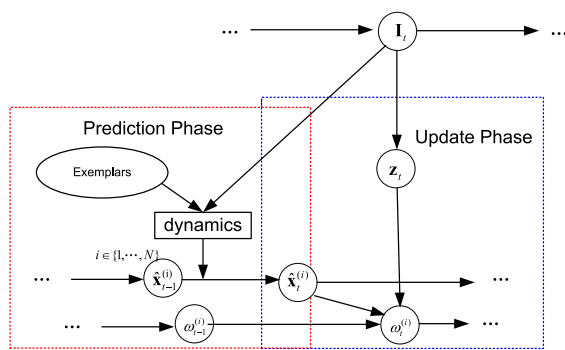 ... I_t ...
Prediction Phase
Update Phase
Exemplars
z_t
dynamics
i ∈ {1,⋯,N}
... x̂_{t-1}^{(i)} x̂_t^{(i)} ...
... ω_{t-1}^{(i)} ω_t^{(i)} ...